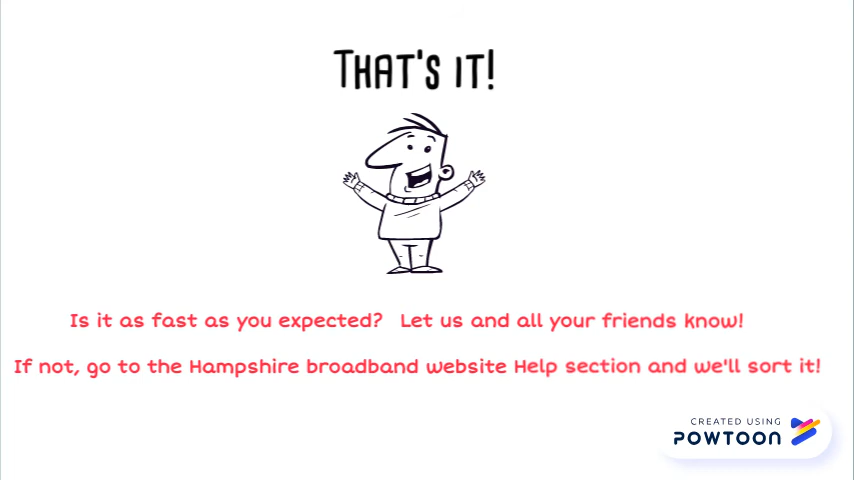 THAT'S IT!
Is it as fast as you expected? Let us and all your friends know!
If not, go to the Hampshire broadband website Help section and we'll sort it!
CREATED USING
POWTOON